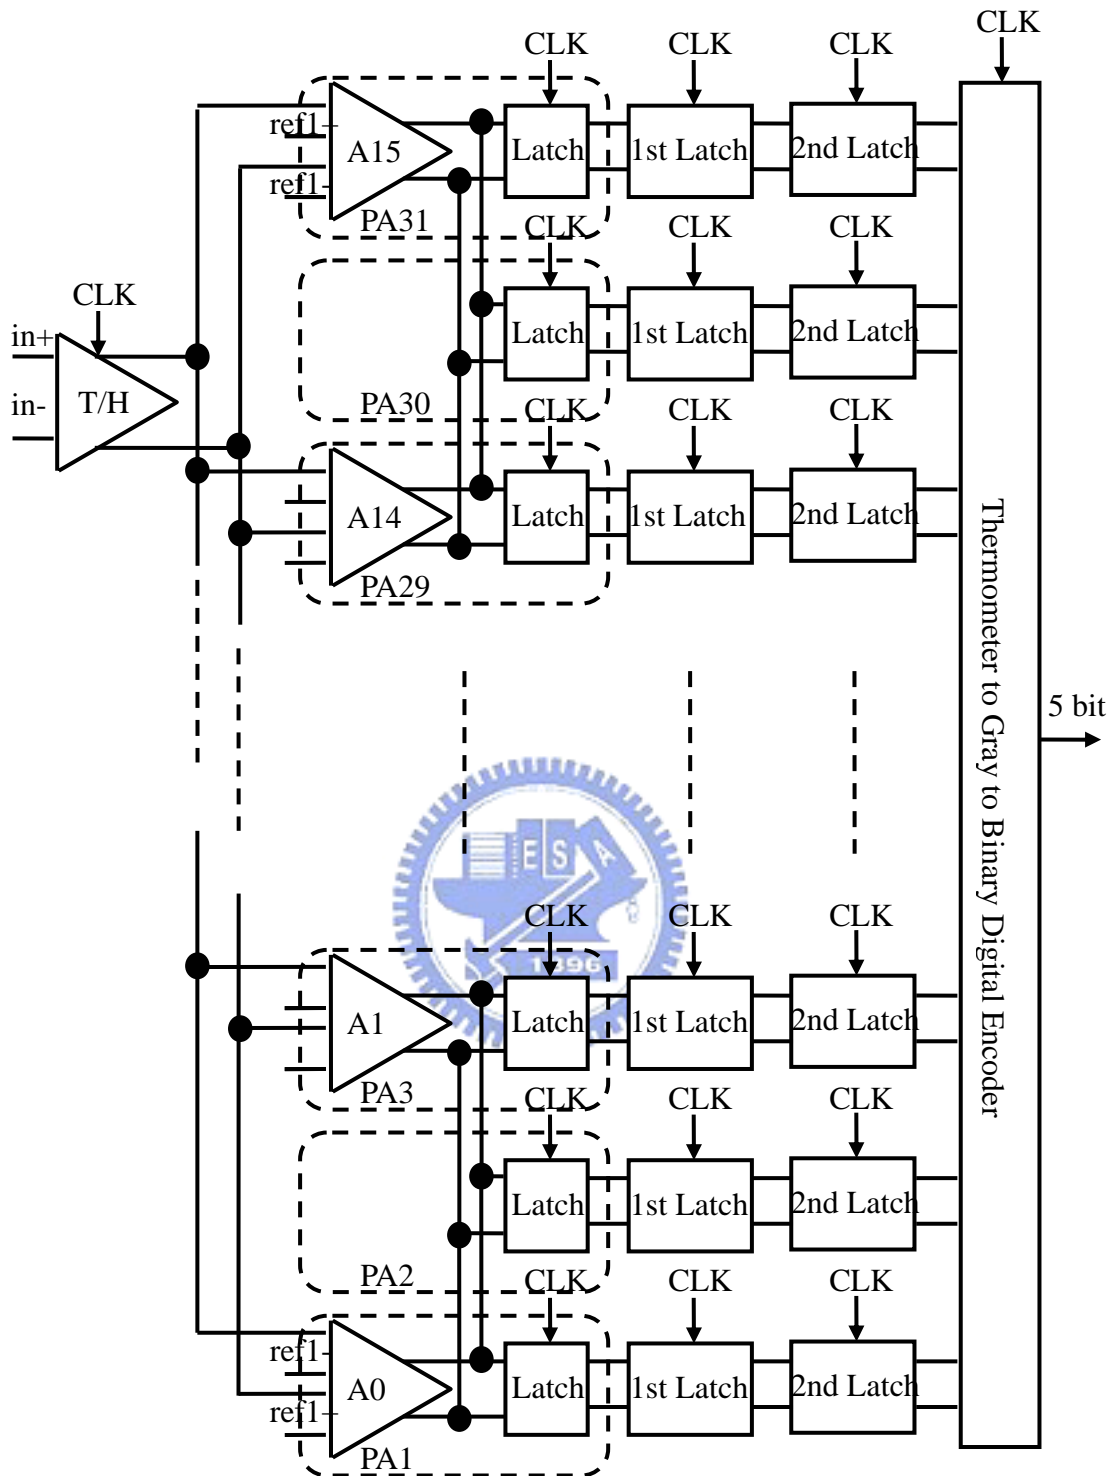 CLK
CLK CLK CLK
ref1+
A15 Latch 1st Latch 2nd Latch
ref1-
PA31
CLK CLK CLK
CLK
in+
Latch 1st Latch 2nd Latch
in- T/H
PA30
CLK CLK CLK
A14 Latch 1st Latch 2nd Latch
PA29
Thermometer to Gray to Binary Digital Encoder
5 bit
E S A
CLK CLK CLK
1896
A1 Latch 1st Latch 2nd Latch
PA3
CLK CLK CLK
Latch 1st Latch 2nd Latch
PA2
CLK CLK CLK
ref1-
A0 Latch 1st Latch 2nd Latch
ref1+
PA1